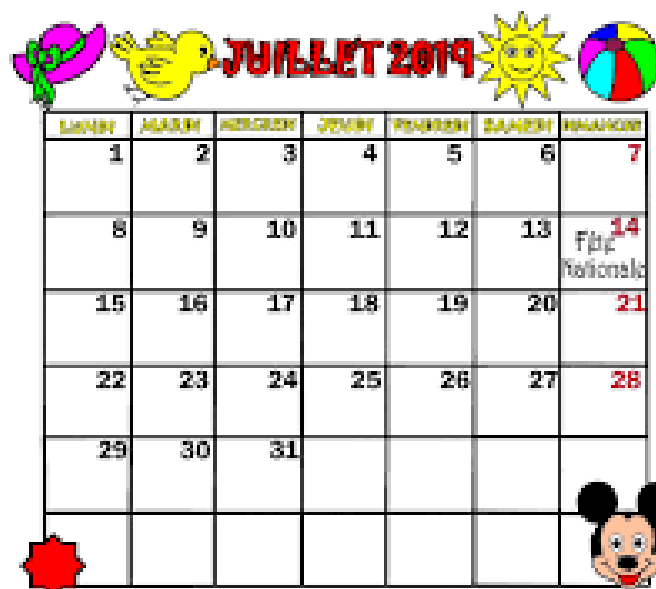 JUILLET 2019
LUNDI MARDI MERCREDI JEUDI VENDREDI SAMEDI DIMANCHE
1 2 3 4 5 6 7
8 9 10 11 12 13 14
Fête
Nationale
15 16 17 18 19 20 21
22 23 24 25 26 27 28
29 30 31